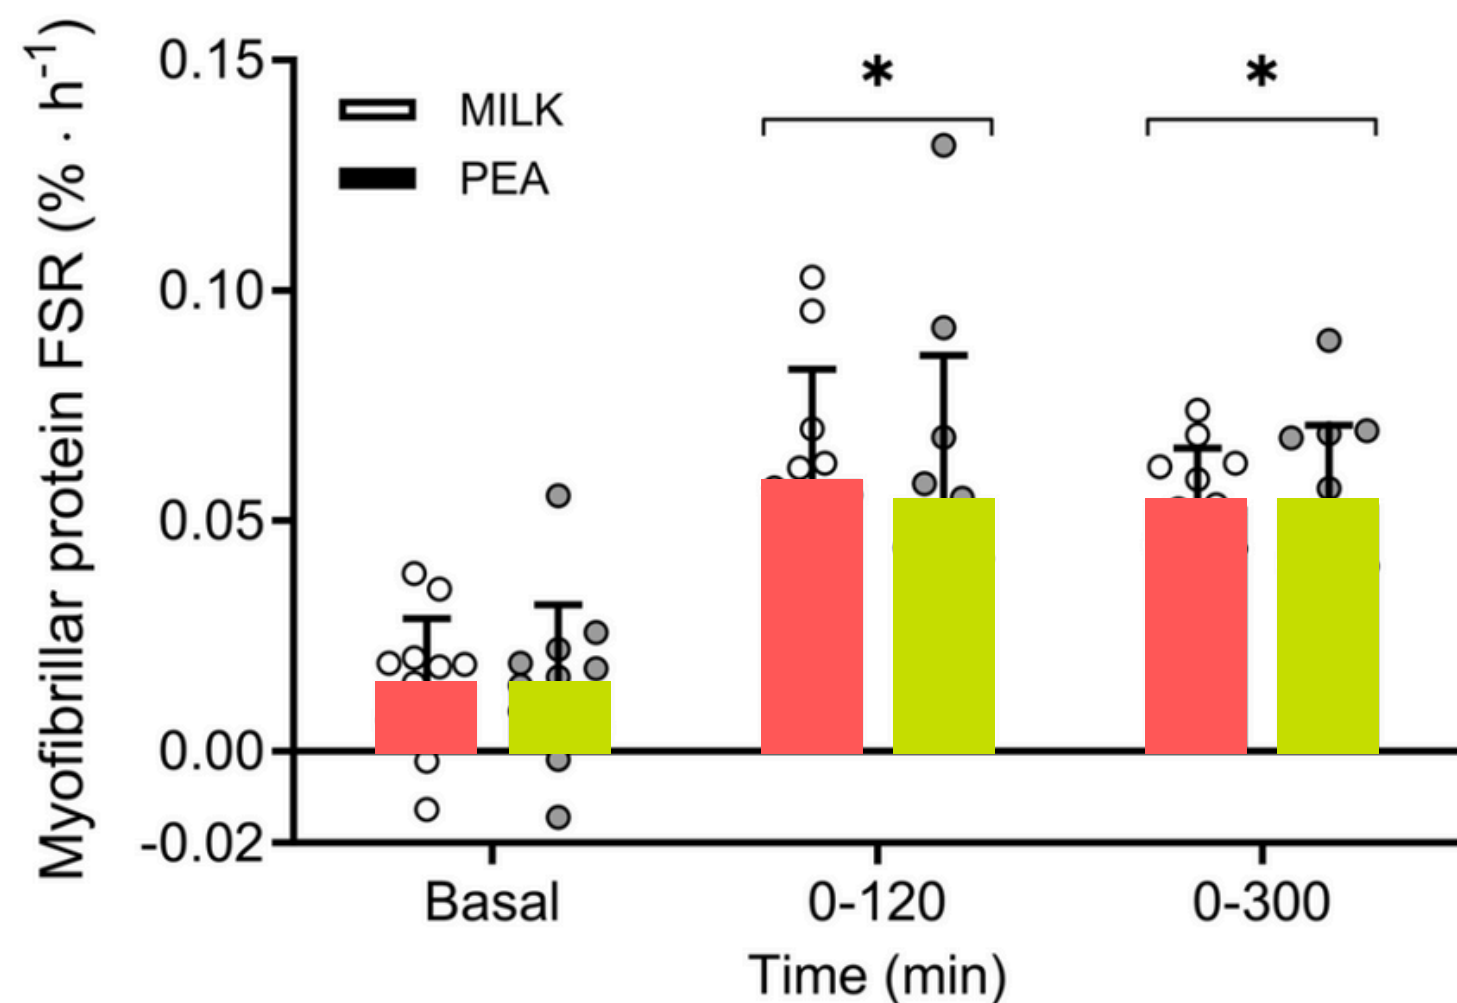 Myofibrillar protein FSR (% · h⁻¹)
0.15
0.10
0.05
0.00
-0.02
MILK
PEA
*
*
Basal
0-120
0-300
Time (min)